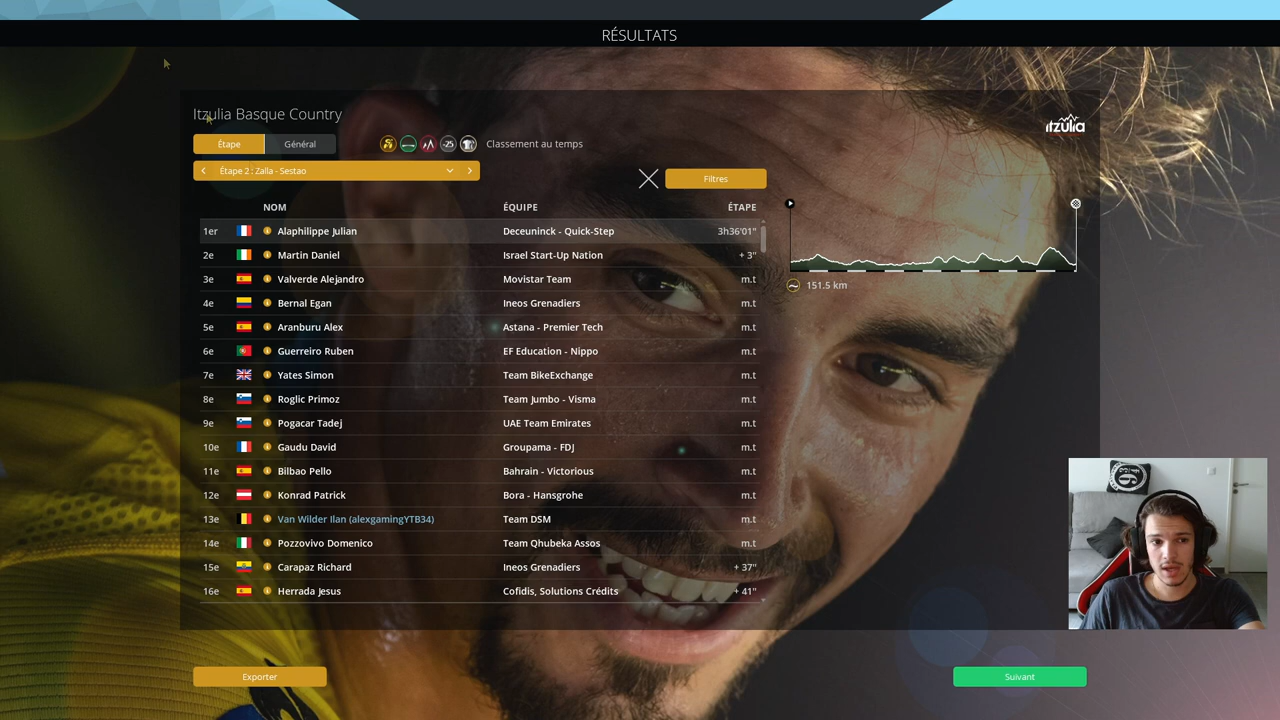 RÉSULTATS
Itzulia Basque Country
itzulia
Étape Général -25 Classement au temps
Étape 2 : Zalla - Sestao
Filtres
NOM ÉQUIPE ÉTAPE
1er Alaphilippe Julian Deceuninck - Quick-Step 3h36'01"
2e Martin Daniel Israel Start-Up Nation + 3"
3e Valverde Alejandro Movistar Team m.t
4e Bernal Egan Ineos Grenadiers m.t
5e Aranburu Alex Astana - Premier Tech m.t
6e Guerreiro Ruben EF Education - Nippo m.t
7e Yates Simon Team BikeExchange m.t
8e Roglic Primoz Team Jumbo - Visma m.t
9e Pogacar Tadej UAE Team Emirates m.t
10e Gaudu David Groupama - FDJ m.t
11e Bilbao Pello Bahrain - Victorious m.t
12e Konrad Patrick Bora - Hansgrohe m.t
13e Van Wilder Ilan (alexgamingYTB34) Team DSM m.t
14e Pozzovivo Domenico Team Qhubeka Assos m.t
15e Carapaz Richard Ineos Grenadiers + 37"
16e Herrada Jesus Cofidis, Solutions Crédits + 41"
151.5 km
Exporter
Suivant